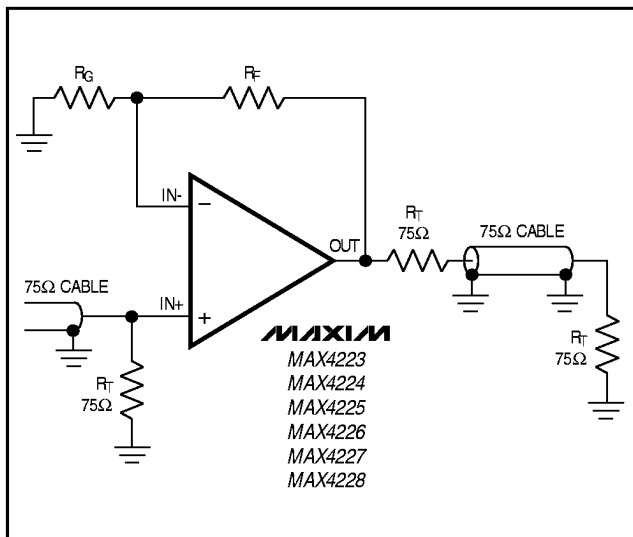 RG
RF
IN-
−
OUT
RT
75Ω
75Ω CABLE
75Ω CABLE
IN+
+
RT
75Ω
RT
75Ω
MAXIM
MAX4223
MAX4224
MAX4225
MAX4226
MAX4227
MAX4228